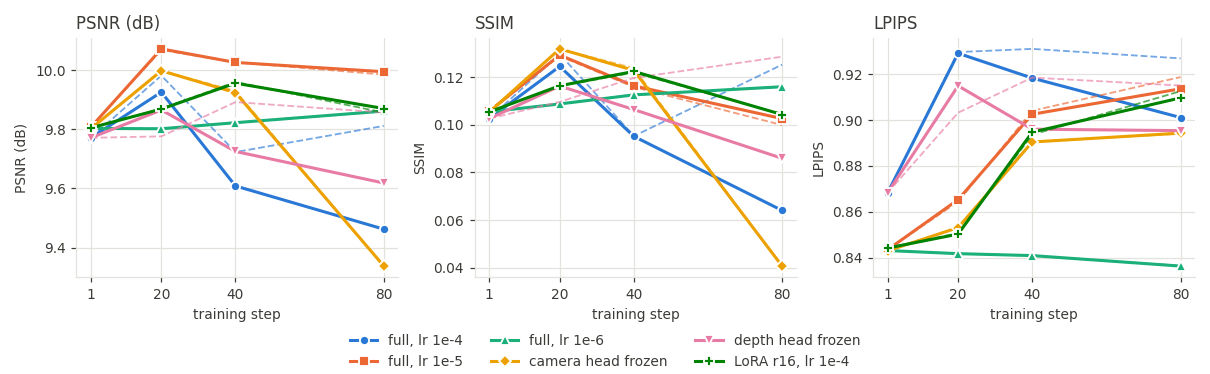 PSNR (dB)
SSIM
LPIPS
PSNR (dB)
10.0
9.8
9.6
9.4
1
20
40
80
training step
SSIM
0.12
0.10
0.08
0.06
0.04
1
20
40
80
training step
LPIPS
0.92
0.90
0.88
0.86
0.84
1
20
40
80
training step
full, lr 1e-4
full, lr 1e-5
full, lr 1e-6
camera head frozen
depth head frozen
LoRA r16, lr 1e-4